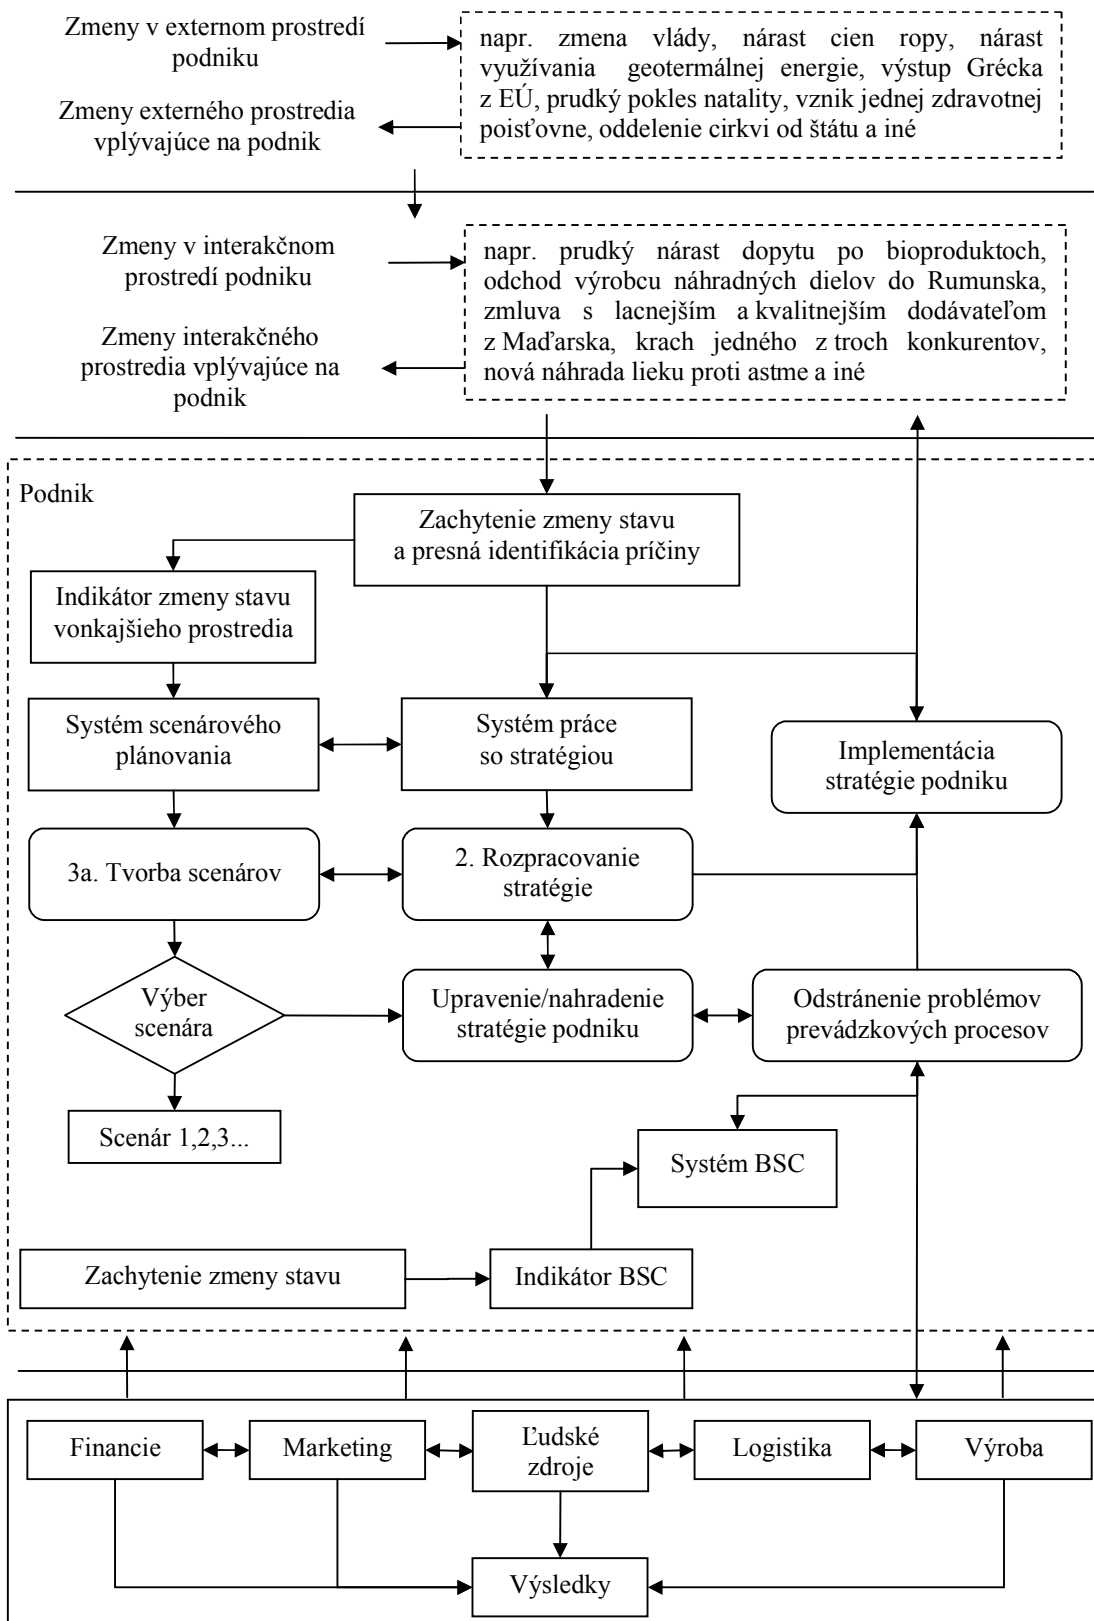 Zmeny v externom prostredí
podniku
napr. zmena vlády, nárast cien ropy, nárast
využívania geotermálnej energie, výstup Grécka
z EÚ, prudký pokles natality, vznik jednej zdravotnej
poisťovne, oddelenie cirkvi od štátu a iné
Zmeny externého prostredia
vplývajúce na podnik
Zmeny v interakčnom
prostredí podniku
napr. prudký nárast dopytu po bioproduktoch,
odchod výrobcu náhradných dielov do Rumunska,
zmluva s lacnejším a kvalitnejším dodávateľom
z Maďarska, krach jedného z troch konkurentov,
nová náhrada lieku proti astme a iné
Zmeny interakčného
prostredia vplývajúce na
podnik
Podnik
Zachytenie zmeny stavu
a presná identifikácia príčiny
Indikátor zmeny stavu
vonkajšieho prostredia
Systém scenárového
plánovania
Systém práce
so stratégiou
Implementácia
stratégie podniku
3a. Tvorba scenárov
2. Rozpracovanie
stratégie
Výber
scenára
Upravenie/nahradenie
stratégie podniku
Odstránenie problémov
prevádzkových procesov
Scenár 1,2,3...
Systém BSC
Zachytenie zmeny stavu
Indikátor BSC
Financie
Marketing
Ľudské
zdroje
Logistika
Výroba
Výsledky